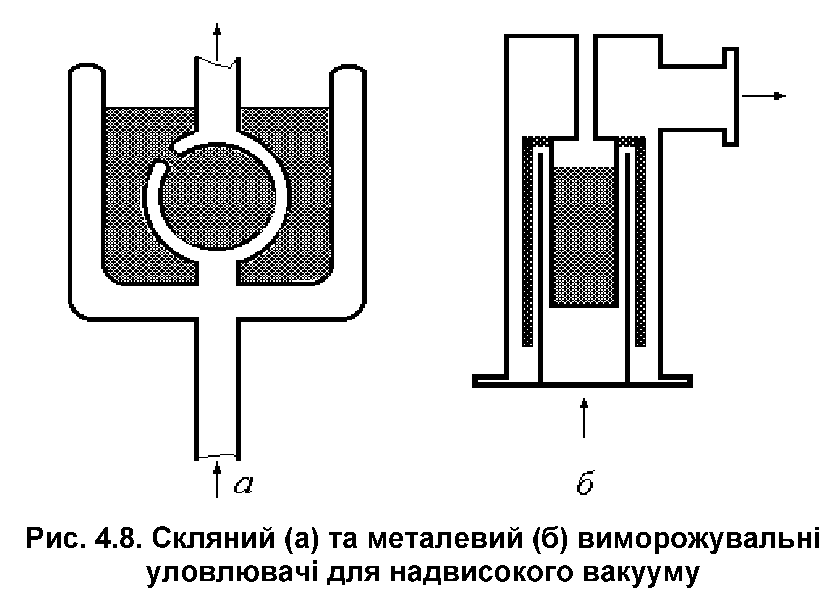 а
б
Рис. 4.8. Скляний (а) та металевий (б) виморожувальні
уловлювачі для надвисокого вакууму